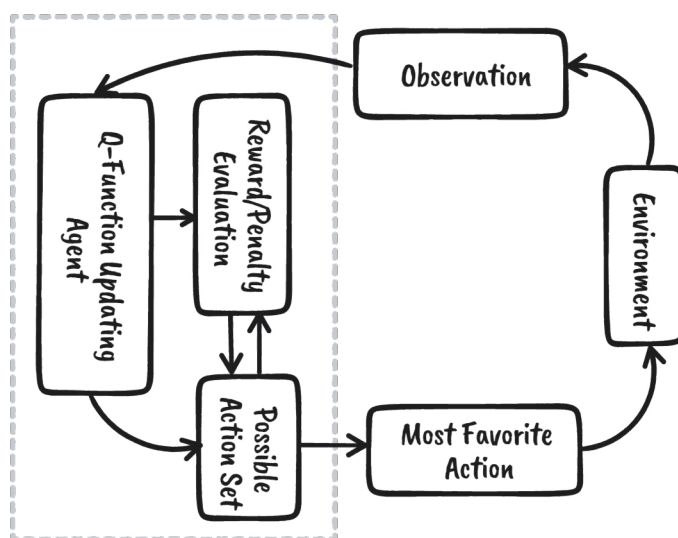 Observation
Q-Function Updating
Agent
Reward/Penalty
Evaluation
Environment
Possible
Action Set
Most Favorite
Action